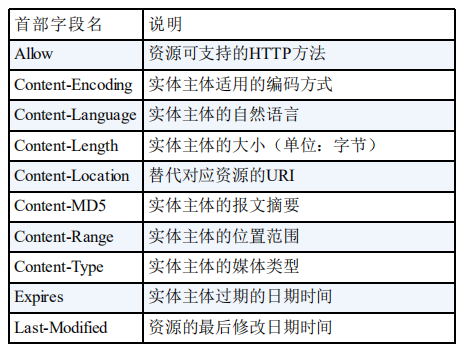 首部字段名 说明
Allow 资源可支持的HTTP方法
Content-Encoding 实体主体适用的编码方式
Content-Language 实体主体的自然语言
Content-Length 实体主体的大小（单位：字节）
Content-Location 替代对应资源的URI
Content-MD5 实体主体的报文摘要
Content-Range 实体主体的位置范围
Content-Type 实体主体的媒体类型
Expires 实体主体过期的日期时间
Last-Modified 资源的最后修改日期时间